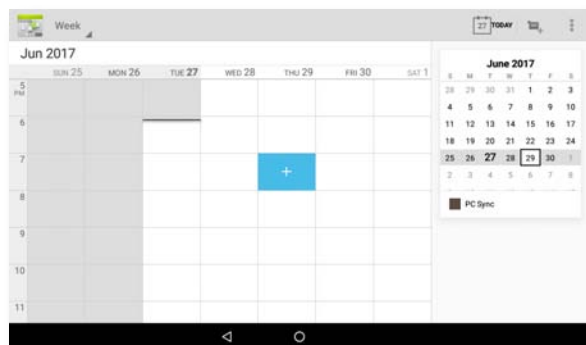 Week
27 TODAY
Jun 2017
SUN 25 MON 26 TUE 27 WED 28 THU 29 FRI 30 SAT 1
5
PM
6
7
+
8
9
10
11
June 2017
S M T W T F S
28 29 30 31 1 2 3
4 5 6 7 8 9 10
11 12 13 14 15 16 17
18 19 20 21 22 23 24
25 26 27 28 29 30 1
2 3 4 5 6 7 8
PC Sync